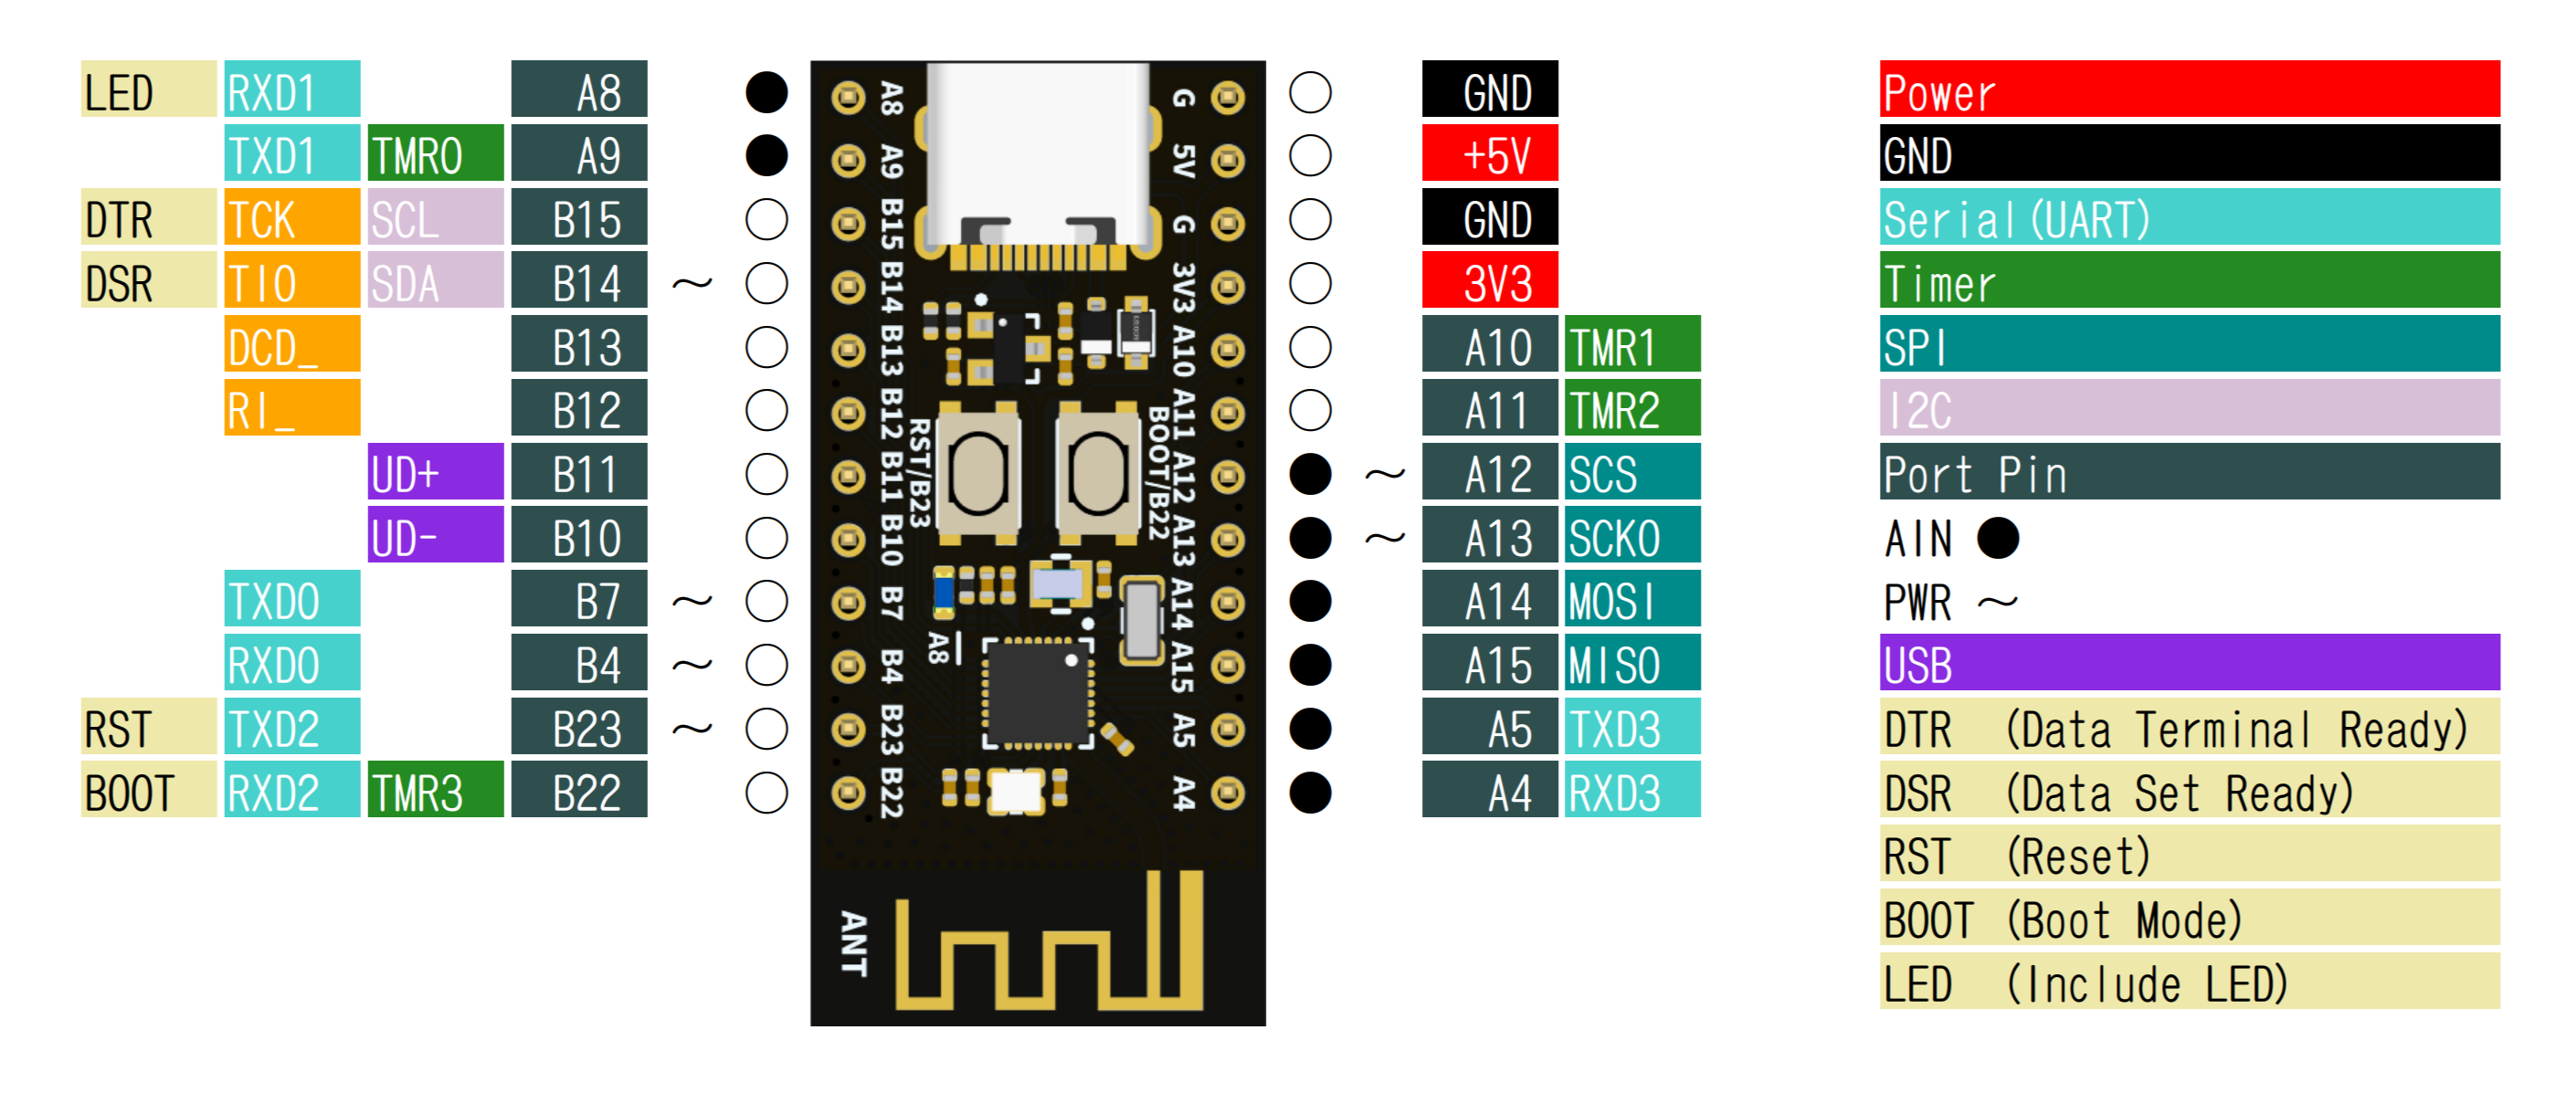 LED RXD1 A8
TXD1 TMR0 A9
DTR TCK SCL B15
DSR TIO SDA B14 ~
DCD_ B13
RI_ B12
UD+ B11
UD- B10
TXD0 B7 ~
RXD0 B4 ~
RST TXD2 B23 ~
BOOT RXD2 TMR3 B22
A8
A9
B15
B14
B13
B12
B11
B10
B7
B4
B23
B22
RST/B23
BOOT/B22
A8
ANT
G
5V
G
3V3
A10
A11
A12
A13
A14
A15
A5
A4
GND
+5V
GND
3V3
A10 TMR1
A11 TMR2
~ A12 SCS
~ A13 SCK0
A14 MOSI
A15 MISO
A5 TXD3
A4 RXD3
Power
GND
Serial(UART)
Timer
SPI
I2C
Port Pin
AIN ●
PWR ~
USB
DTR (Data Terminal Ready)
DSR (Data Set Ready)
RST (Reset)
BOOT (Boot Mode)
LED (Include LED)